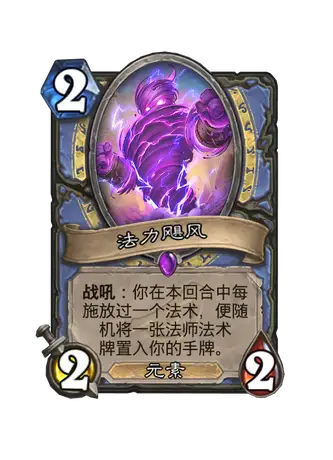 2
法力飓风
战吼：你在本回合中每
施放过一个法术，便随
机将一张法师法术
牌置入你的手牌。
2
元素
2